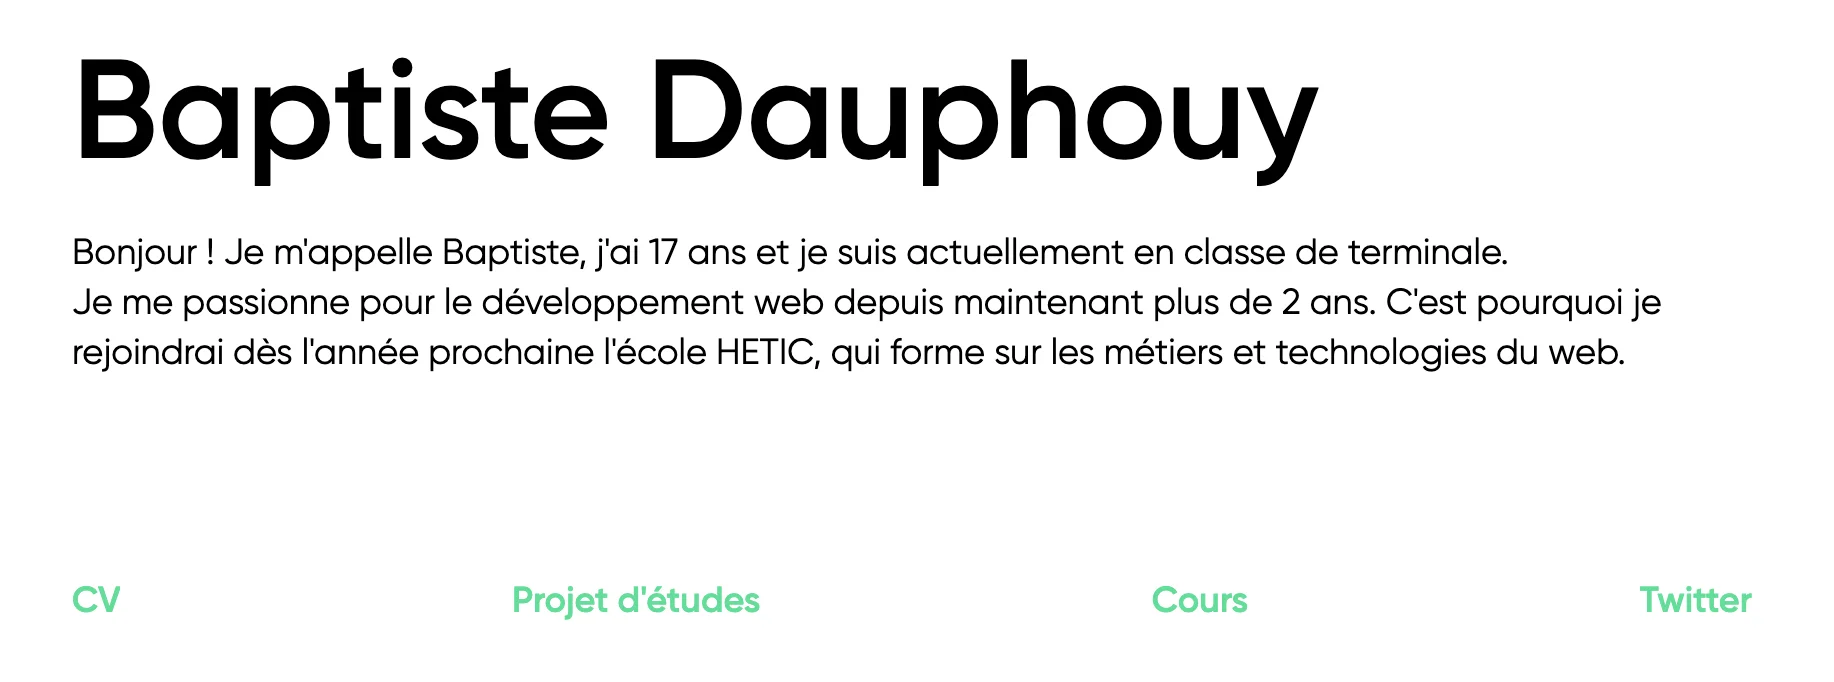 Baptiste Dauphouy
Bonjour ! Je m'appelle Baptiste, j'ai 17 ans et je suis actuellement en classe de terminale.
Je me passionne pour le développement web depuis maintenant plus de 2 ans. C'est pourquoi je
rejoindrai dès l'année prochaine l'école HETIC, qui forme sur les métiers et technologies du web.
CV Projet d'études Cours Twitter